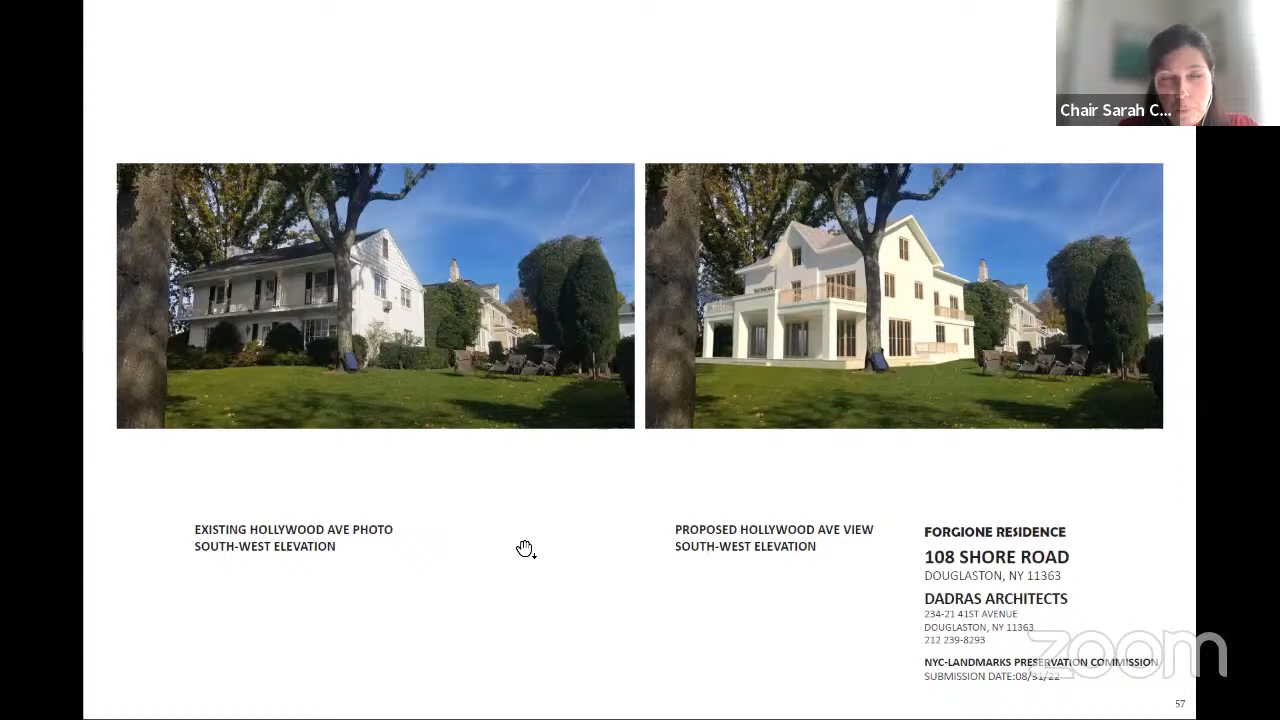 Chair Sarah C...
EXISTING HOLLYWOOD AVE PHOTO
SOUTH-WEST ELEVATION
PROPOSED HOLLYWOOD AVE VIEW
SOUTH-WEST ELEVATION
FORGIONE RESIDENCE
108 SHORE ROAD
DOUGLASTON, NY 11363
DADRAS ARCHITECTS
234-21 41ST AVENUE
DOUGLASTON, NY 11363
212 239-8293
NYC-LANDMARKS PRESERVATION COMMISSION
SUBMISSION DATE:08/31/22
zoom
57